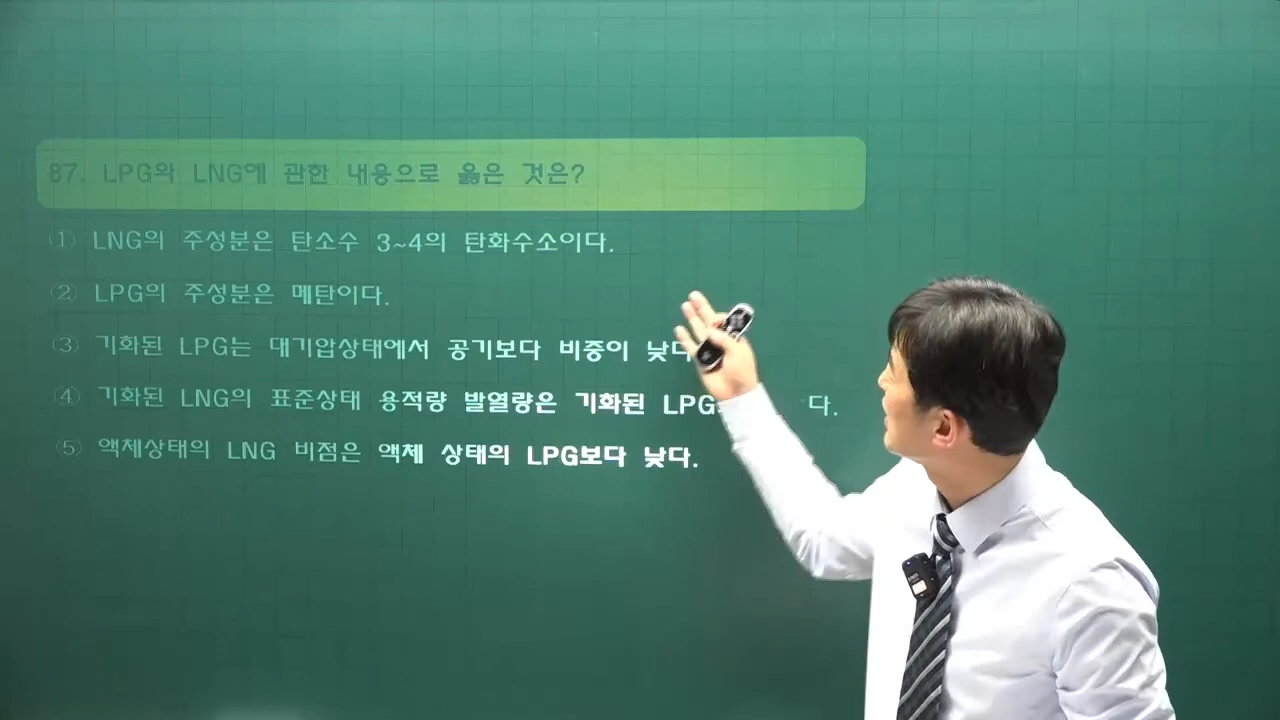 87. LPG와 LNG에 관한 내용으로 옳은 것은?
① LNG의 주성분은 탄소수 3~4의 탄화수소이다.
② LPG의 주성분은 메탄이다.
③ 기화된 LPG는 대기압상태에서 공기보다 비중이
④ 기화된 LNG의 표준상태 용적량 발열량은 기화된 LPG 다.
⑤ 액체상태의 LNG 비점은 액체 상태의 LPG보다 낮다.